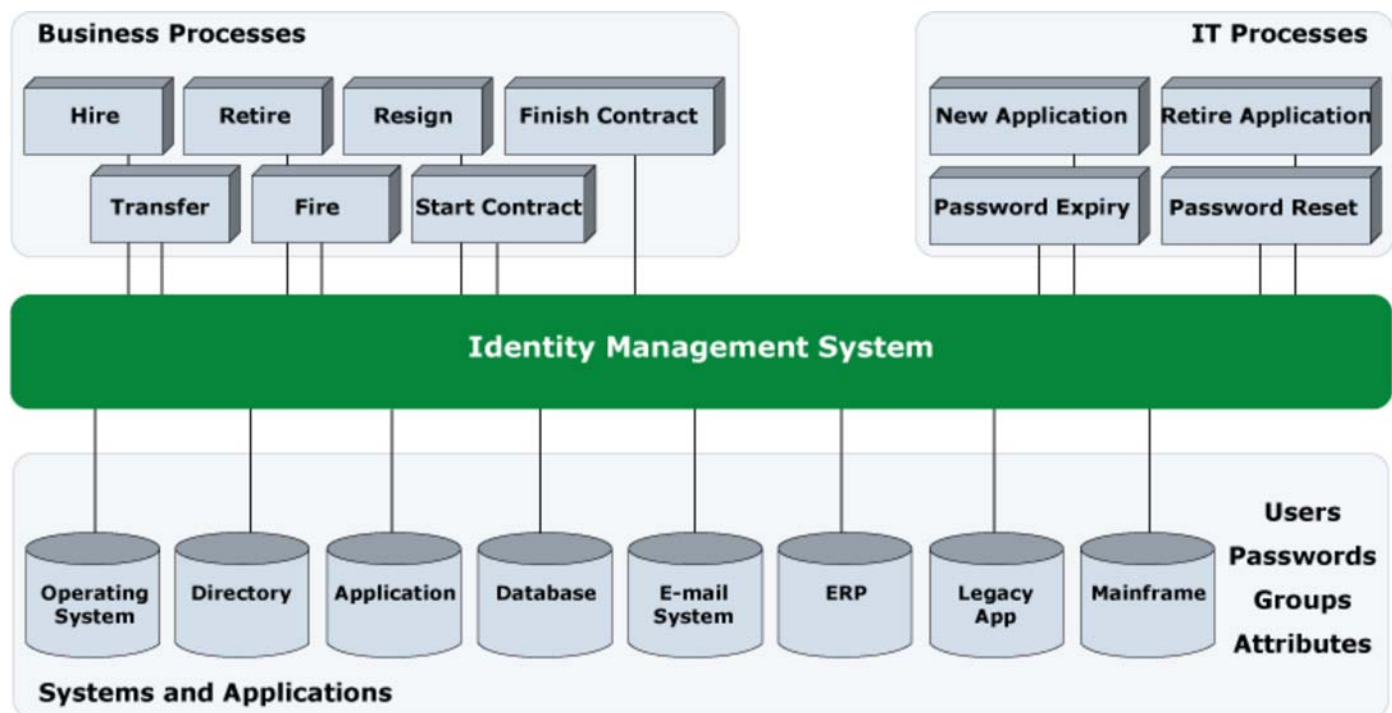 Business Processes
IT Processes
Hire
Retire
Resign
Finish Contract
New Application
Retire Application
Transfer
Fire
Start Contract
Password Expiry
Password Reset
Identity Management System
Operating
System
Directory
Application
Database
E-mail
System
ERP
Legacy
App
Mainframe
Users
Passwords
Groups
Attributes
Systems and Applications